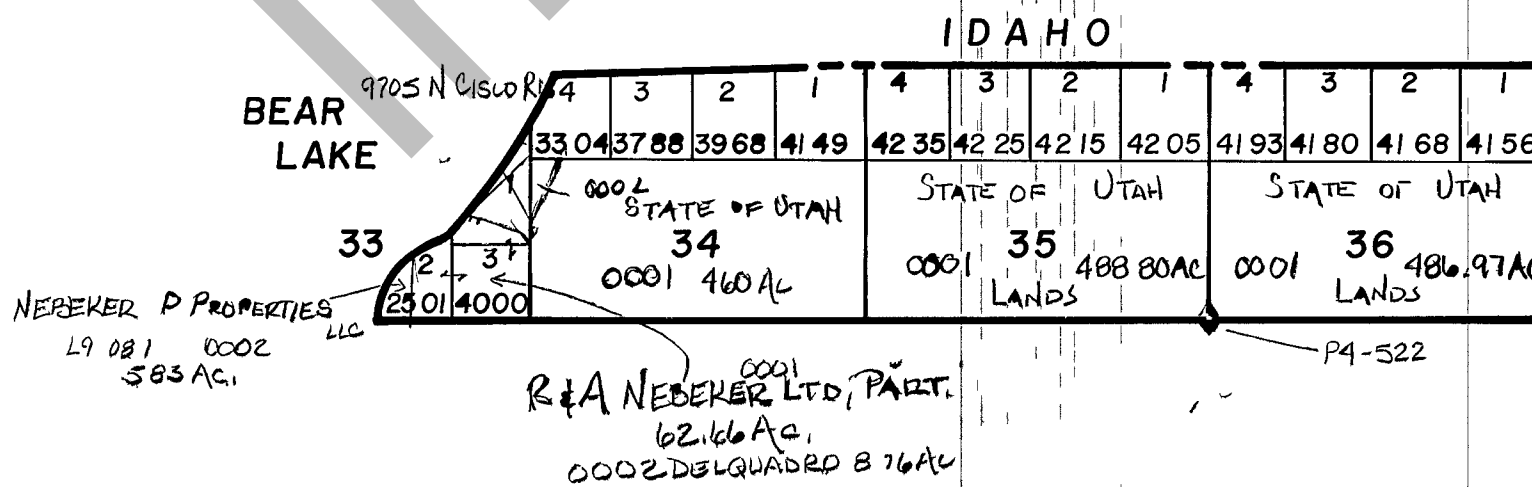 IDAHO
9705 N CISCO R
4 3 2 1 4 3 2 1 4 3 2 1
BEAR
LAKE
33 04 37 88 39 68 41 49 42 35 42 25 42 15 42 05 41 93 41 80 41 68 41 56
0002
STATE OF UTAH
STATE OF UTAH
STATE OF UTAH
33
34
35
36
2
3
0001 460 AC
0001 488 80AC
0001 486.97AC
LANDS
LANDS
25 01 40 00
NEBEKER P PROPERTIES
LLC
L9 081 0002
583 AC.
P4-522
0001
R & A NEBEKER LTD, PART.
62.66 AC.
0002 DELQUADRO 8 76 AC